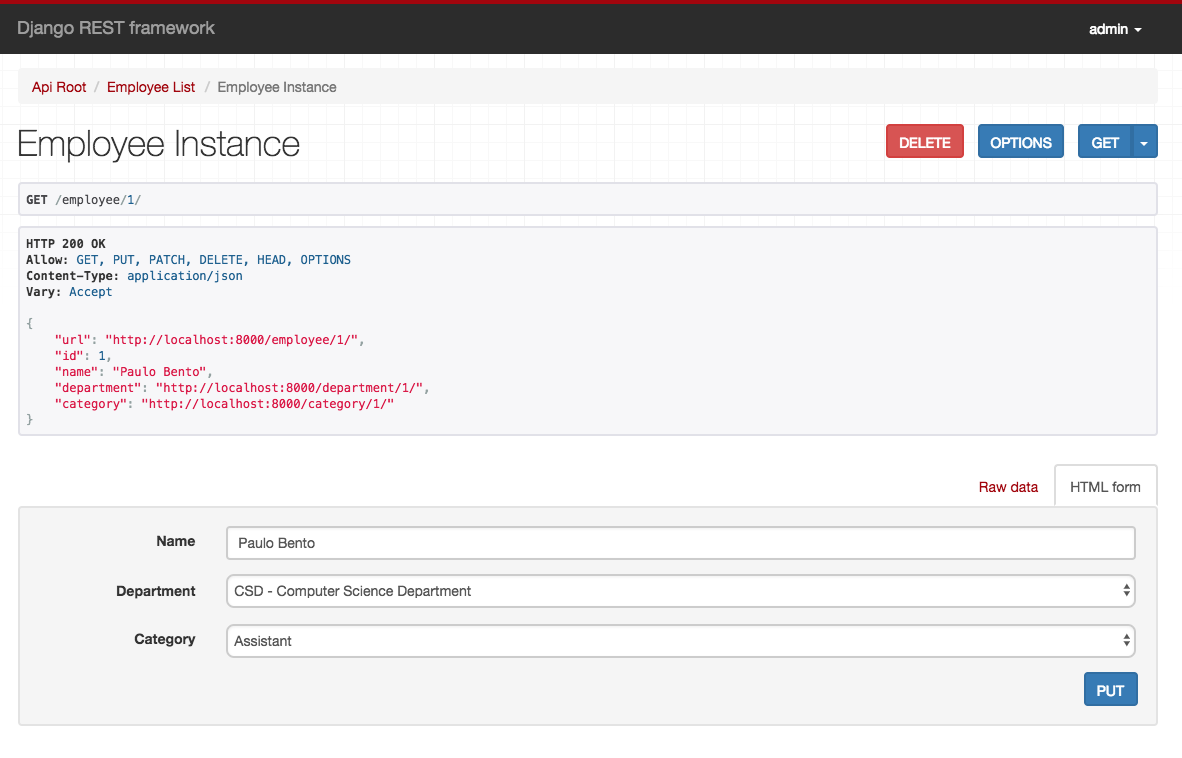 Django REST framework
admin
Api Root / Employee List / Employee Instance
Employee Instance
DELETE
OPTIONS
GET
GET /employee/1/
HTTP 200 OK
Allow: GET, PUT, PATCH, DELETE, HEAD, OPTIONS
Content-Type: application/json
Vary: Accept
{
    "url": "http://localhost:8000/employee/1/",
    "id": 1,
    "name": "Paulo Bento",
    "department": "http://localhost:8000/department/1/",
    "category": "http://localhost:8000/category/1/"
}
Raw data
HTML form
Name
Paulo Bento
Department
CSD - Computer Science Department
Category
Assistant
PUT